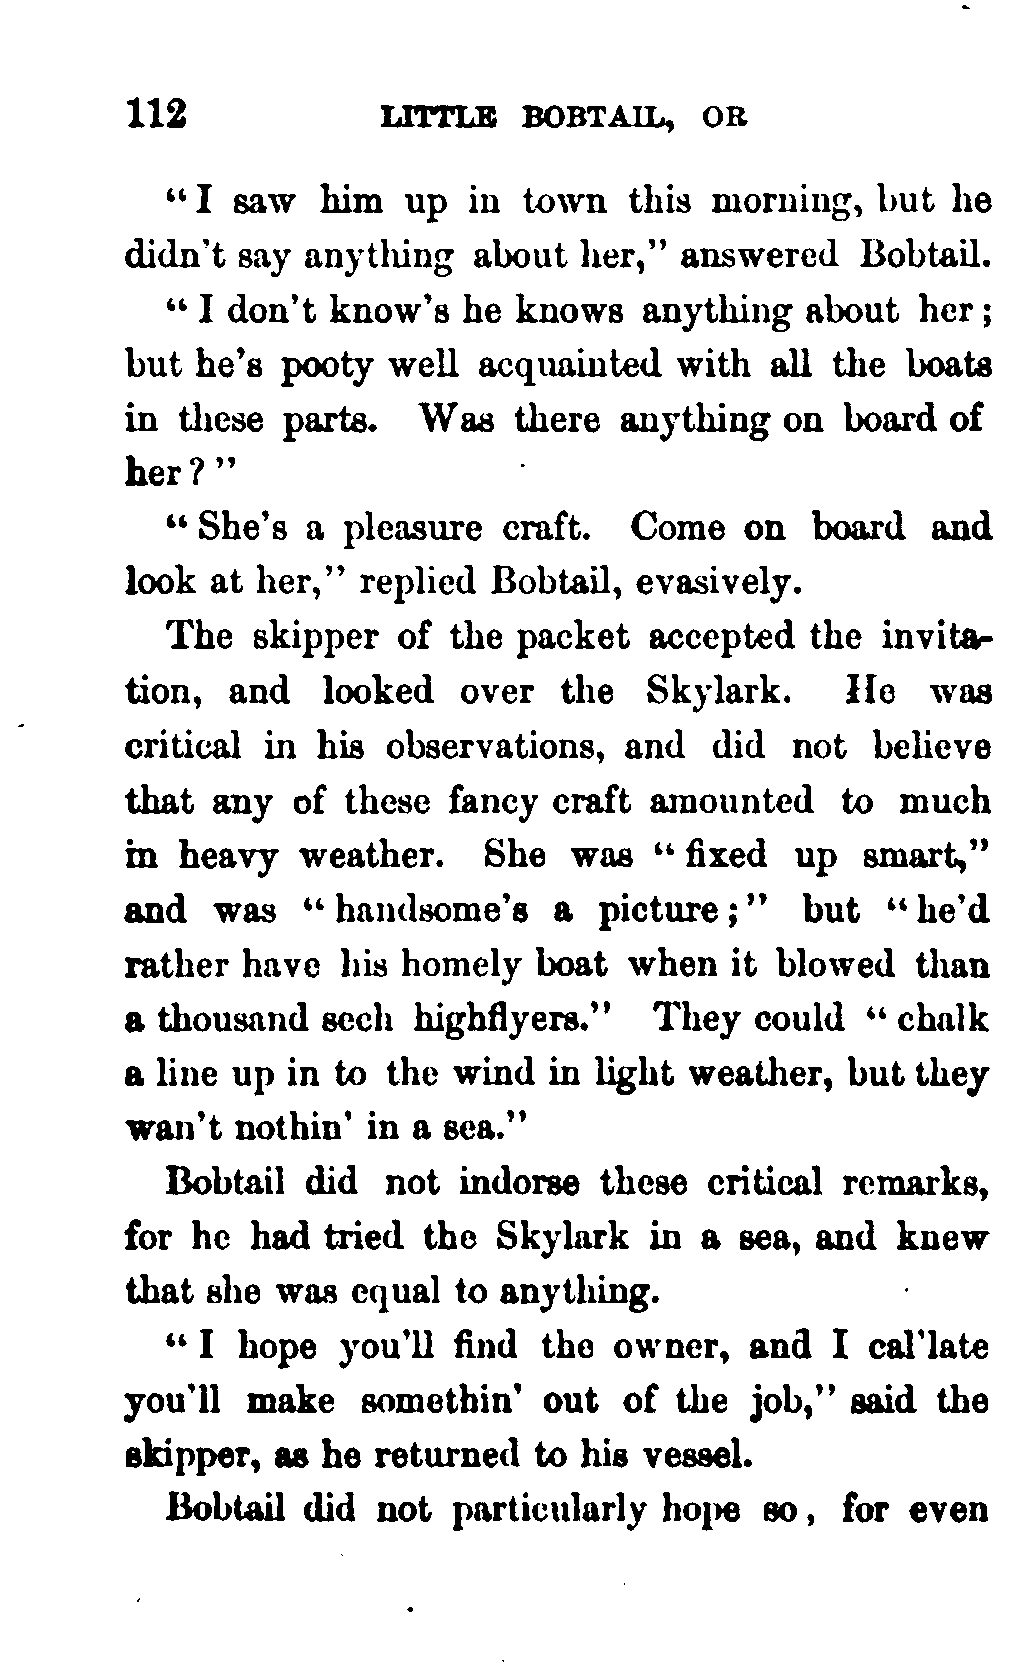 112 LITTLE BOBTAIL, OR
"I saw him up in town this morning, but he
didn't say anything about her," answered Bobtail.
"I don't know's he knows anything about her;
but he's pooty well acquainted with all the boats
in these parts. Was there anything on board of
her?"
"She's a pleasure craft. Come on board and
look at her," replied Bobtail, evasively.
The skipper of the packet accepted the invita-
tion, and looked over the Skylark. He was
critical in his observations, and did not believe
that any of these fancy craft amounted to much
in heavy weather. She was "fixed up smart,"
and was "handsome's a picture;" but "he'd
rather have his homely boat when it blowed than
a thousand sech highflyers." They could "chalk
a line up in to the wind in light weather, but they
wan't nothin' in a sea."
Bobtail did not indorse these critical remarks,
for he had tried the Skylark in a sea, and knew
that she was equal to anything.
"I hope you'll find the owner, and I cal'late
you'll make somethin' out of the job," said the
skipper, as he returned to his vessel.
Bobtail did not particularly hope so, for even